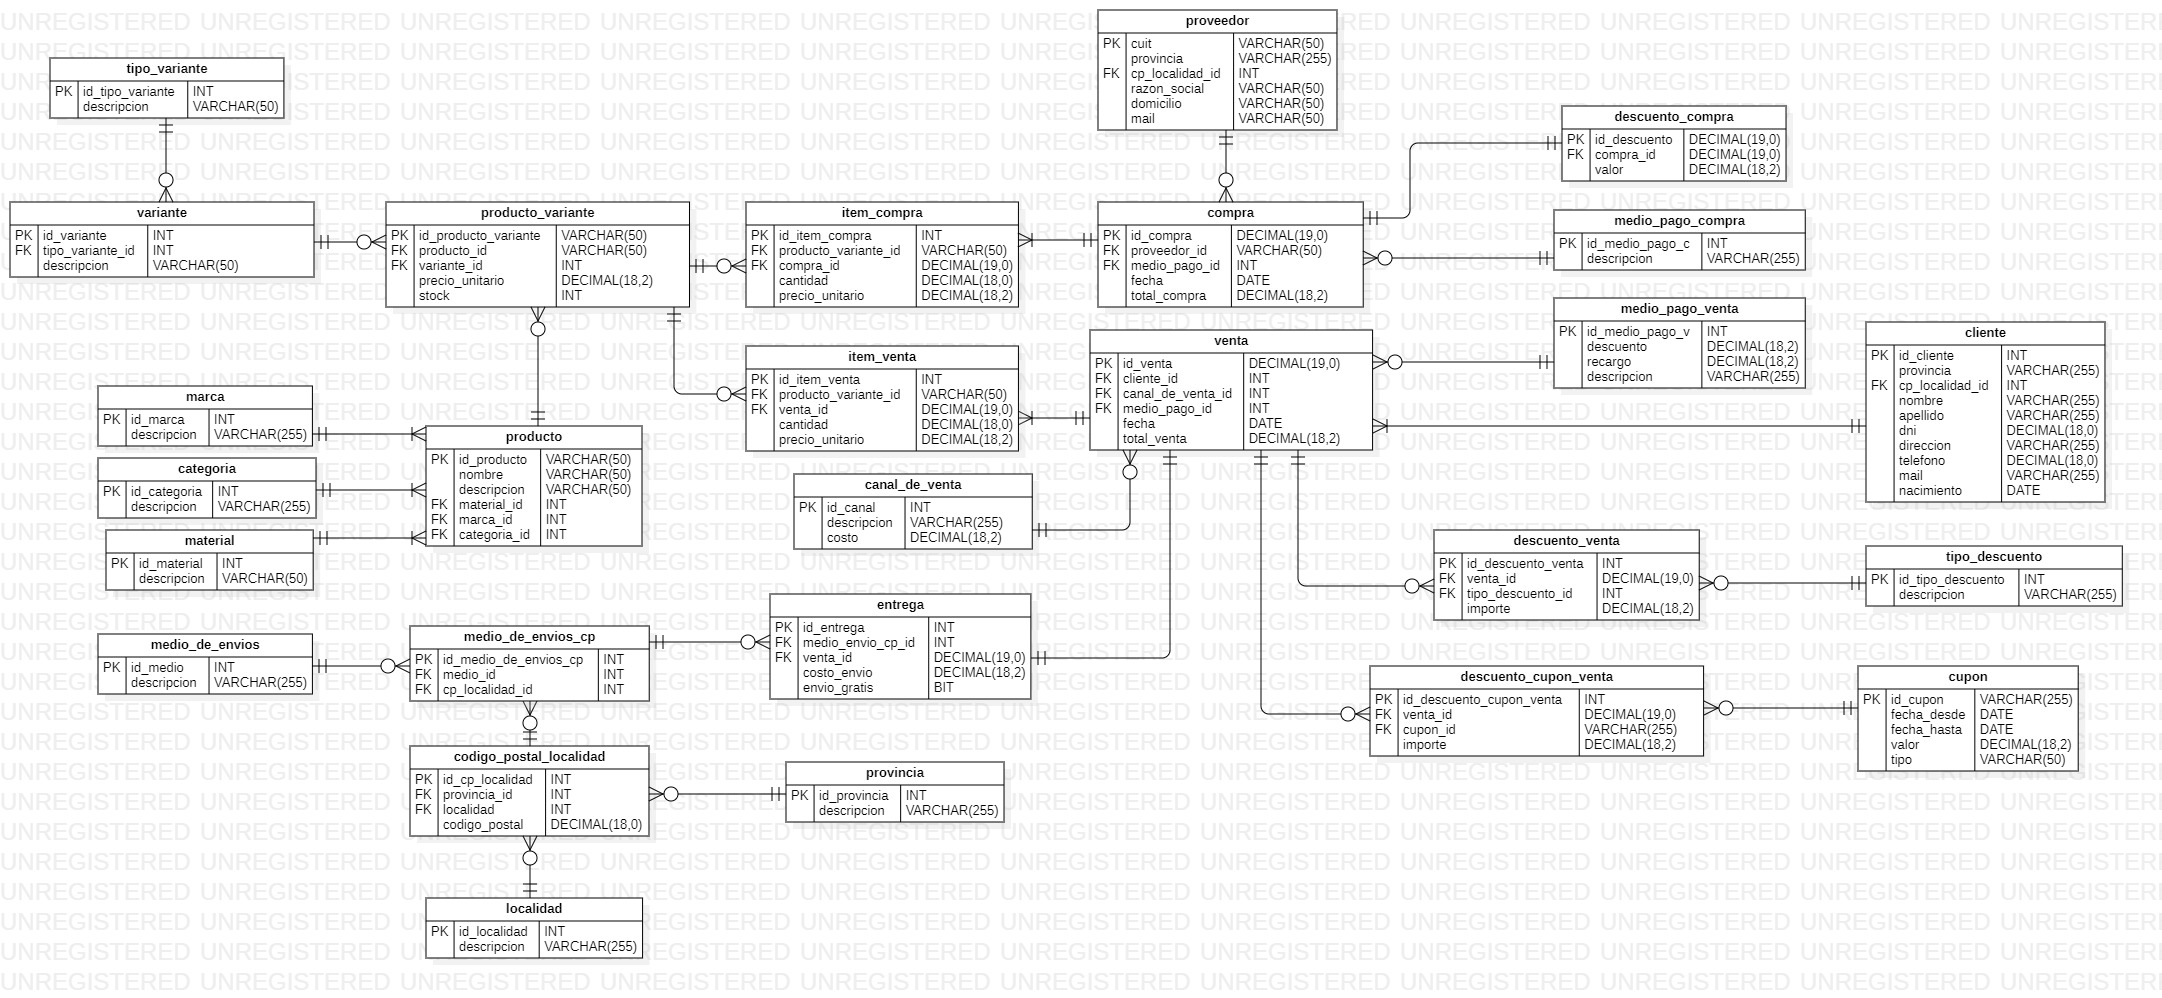 proveedor
PK cuit VARCHAR(50)
provincia VARCHAR(255)
FK cp_localidad_id INT
razon_social VARCHAR(50)
domicilio VARCHAR(50)
mail VARCHAR(50)
tipo_variante
PK id_tipo_variante INT
descripcion VARCHAR(50)
descuento_compra
PK id_descuento DECIMAL(19,0)
FK compra_id DECIMAL(19,0)
valor DECIMAL(18,2)
variante
PK id_variante INT
FK tipo_variante_id INT
descripcion VARCHAR(50)
producto_variante
PK id_producto_variante VARCHAR(50)
FK producto_id VARCHAR(50)
FK variante_id INT
precio_unitario DECIMAL(18,2)
stock INT
item_compra
PK id_item_compra INT
FK producto_variante_id VARCHAR(50)
FK compra_id DECIMAL(19,0)
cantidad DECIMAL(18,0)
precio_unitario DECIMAL(18,2)
compra
PK id_compra DECIMAL(19,0)
FK proveedor_id VARCHAR(50)
FK medio_pago_id INT
fecha DATE
total_compra DECIMAL(18,2)
medio_pago_compra
PK id_medio_pago_c INT
descripcion VARCHAR(255)
medio_pago_venta
PK id_medio_pago_v INT
descuento DECIMAL(18,2)
recargo DECIMAL(18,2)
descripcion VARCHAR(255)
cliente
PK id_cliente INT
provincia VARCHAR(255)
FK cp_localidad_id INT
nombre VARCHAR(255)
apellido VARCHAR(255)
dni DECIMAL(18,0)
direccion VARCHAR(255)
telefono DECIMAL(18,0)
mail VARCHAR(255)
nacimiento DATE
venta
PK id_venta DECIMAL(19,0)
FK cliente_id INT
FK canal_de_venta_id INT
FK medio_pago_id INT
fecha DATE
total_venta DECIMAL(18,2)
item_venta
PK id_item_venta INT
FK producto_variante_id VARCHAR(50)
FK venta_id DECIMAL(19,0)
cantidad DECIMAL(18,0)
precio_unitario DECIMAL(18,2)
marca
PK id_marca INT
descripcion VARCHAR(255)
categoria
PK id_categoria INT
descripcion VARCHAR(255)
material
PK id_material INT
descripcion VARCHAR(50)
producto
PK id_producto VARCHAR(50)
nombre VARCHAR(50)
descripcion VARCHAR(50)
FK material_id INT
FK marca_id INT
FK categoria_id INT
canal_de_venta
PK id_canal INT
descripcion VARCHAR(255)
costo DECIMAL(18,2)
descuento_venta
PK id_descuento_venta INT
FK venta_id DECIMAL(19,0)
FK tipo_descuento_id INT
importe DECIMAL(18,2)
tipo_descuento
PK id_tipo_descuento INT
descripcion VARCHAR(255)
entrega
PK id_entrega INT
FK medio_envio_cp_id INT
FK venta_id DECIMAL(19,0)
costo_envio DECIMAL(18,2)
envio_gratis BIT
medio_de_envios
PK id_medio INT
descripcion VARCHAR(255)
medio_de_envios_cp
PK id_medio_de_envios_cp INT
FK medio_id INT
FK cp_localidad_id INT
descuento_cupon_venta
PK id_descuento_cupon_venta INT
FK venta_id DECIMAL(19,0)
FK cupon_id VARCHAR(255)
importe DECIMAL(18,2)
cupon
PK id_cupon VARCHAR(255)
fecha_desde DATE
fecha_hasta DATE
valor DECIMAL(18,2)
tipo VARCHAR(50)
codigo_postal_localidad
PK id_cp_localidad INT
FK provincia_id INT
FK localidad INT
codigo_postal DECIMAL(18,0)
provincia
PK id_provincia INT
descripcion VARCHAR(255)
localidad
PK id_localidad INT
descripcion VARCHAR(255)
UNREGISTERED